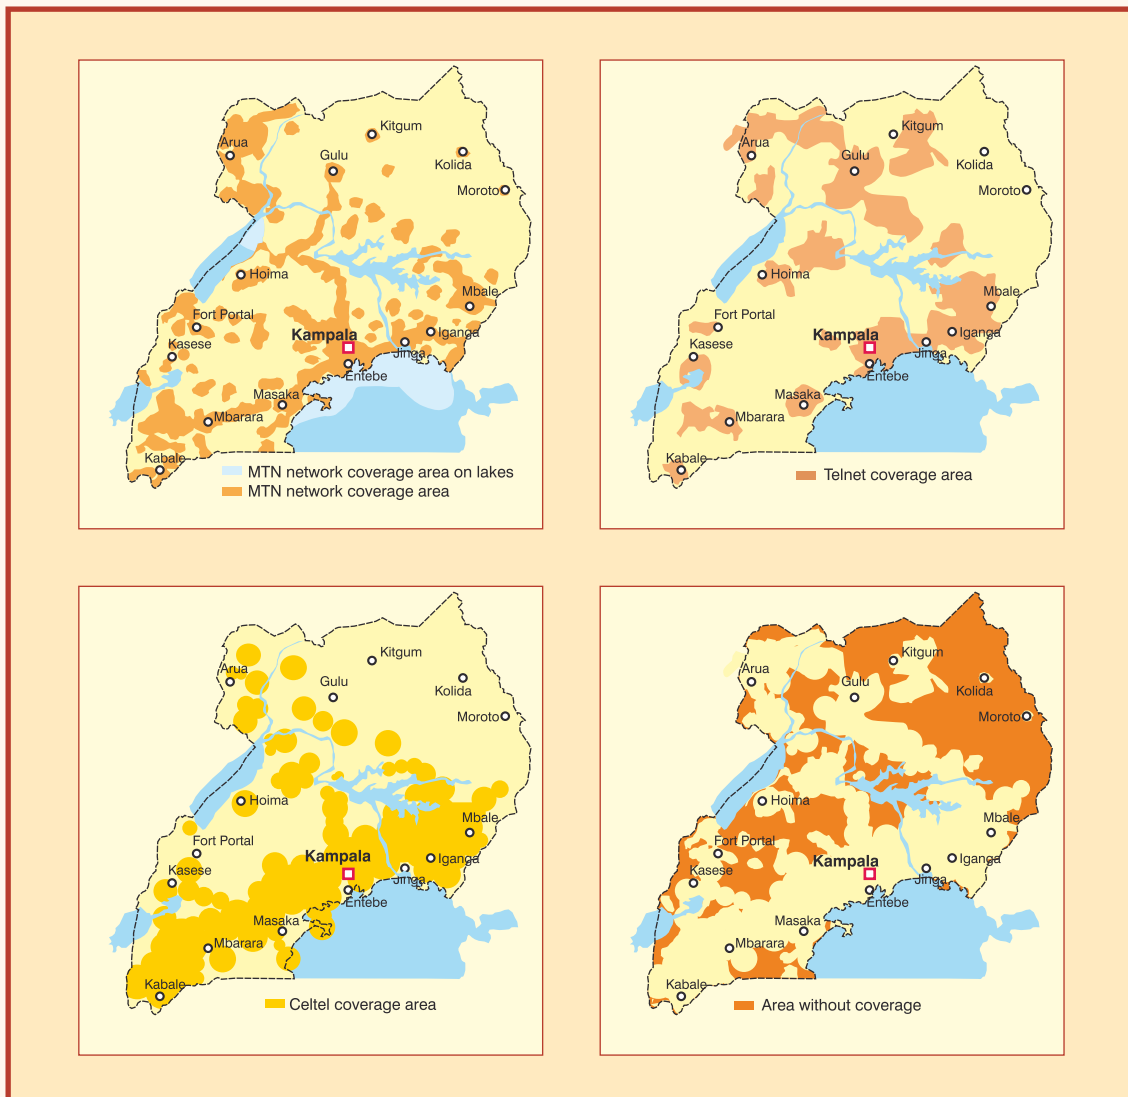 Kitgum
Arua
Gulu
Kolida
Moroto
Hoima
Mbale
Fort Portal
Kampala
Iganga
Kasese
Jinga
Entebe
Masaka
Mbarara
Kabale
MTN network coverage area on lakes
MTN network coverage area
Kitgum
Arua
Gulu
Kolida
Moroto
Hoima
Mbale
Fort Portal
Kampala
Iganga
Kasese
Jinga
Entebe
Masaka
Mbarara
Kabale
Telnet coverage area
Kitgum
Arua
Gulu
Kolida
Moroto
Hoima
Mbale
Fort Portal
Kampala
Iganga
Kasese
Jinga
Entebe
Masaka
Mbarara
Kabale
Celtel coverage area
Kitgum
Arua
Gulu
Kolida
Moroto
Hoima
Mbale
Fort Portal
Kampala
Iganga
Kasese
Jinga
Entebe
Masaka
Mbarara
Kabale
Area without coverage